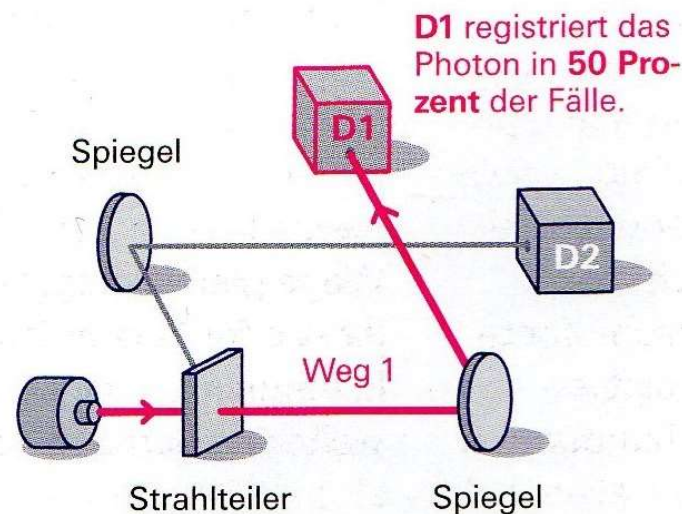 D1 registriert das
Photon in 50 Pro-
zent der Fälle.
D1
Spiegel
D2
Weg 1
Strahlteiler
Spiegel